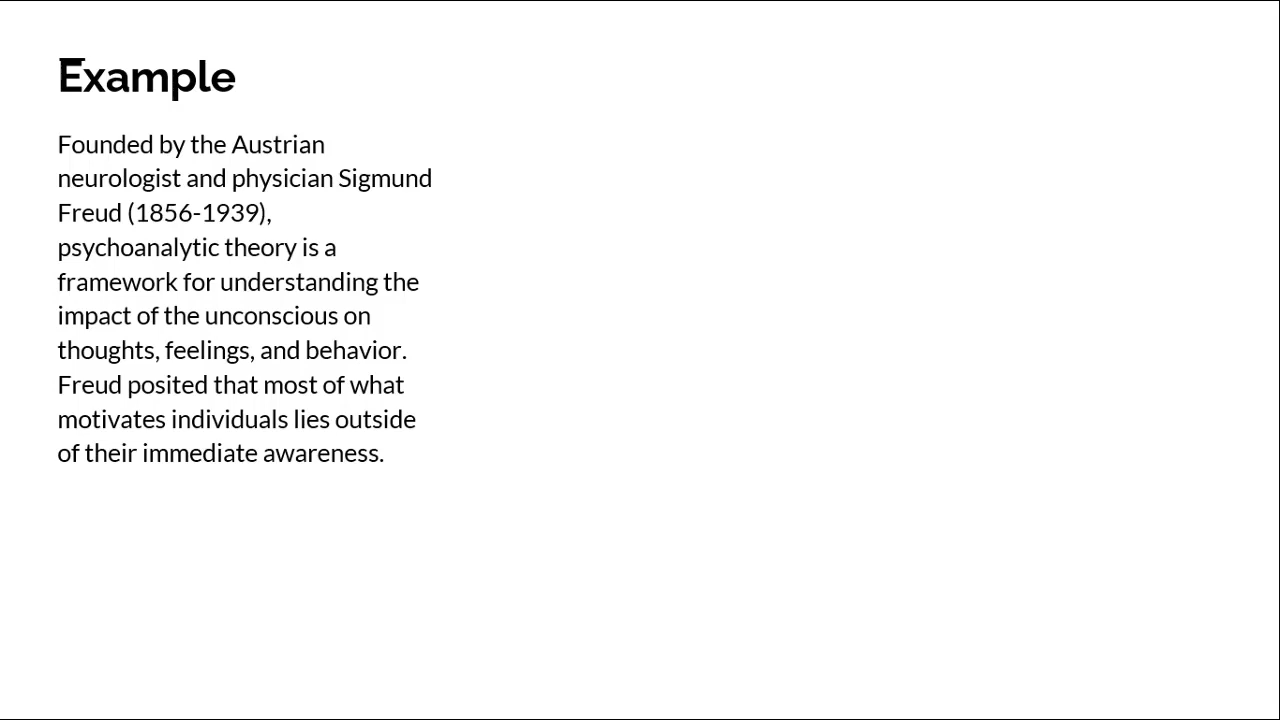 Example
Founded by the Austrian
neurologist and physician Sigmund
Freud (1856-1939),
psychoanalytic theory is a
framework for understanding the
impact of the unconscious on
thoughts, feelings, and behavior.
Freud posited that most of what
motivates individuals lies outside
of their immediate awareness.